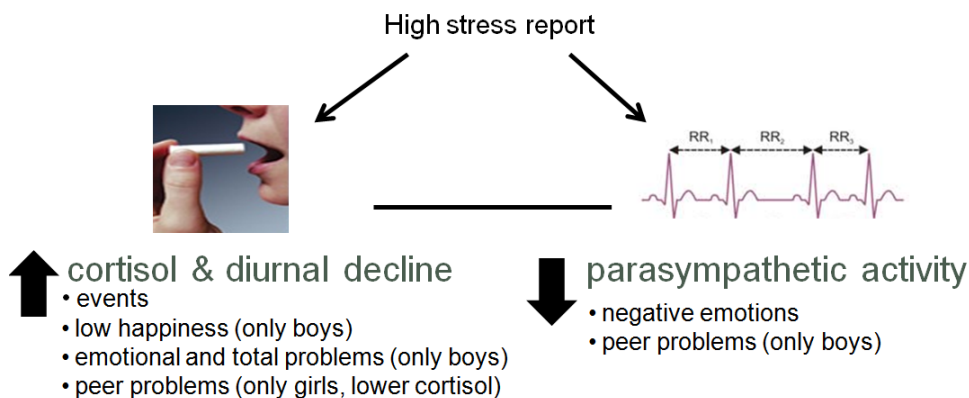 High stress report
RR₁ RR₂ RR₃
cortisol & diurnal decline
• events
• low happiness (only boys)
• emotional and total problems (only boys)
• peer problems (only girls, lower cortisol)
parasympathetic activity
• negative emotions
• peer problems (only boys)